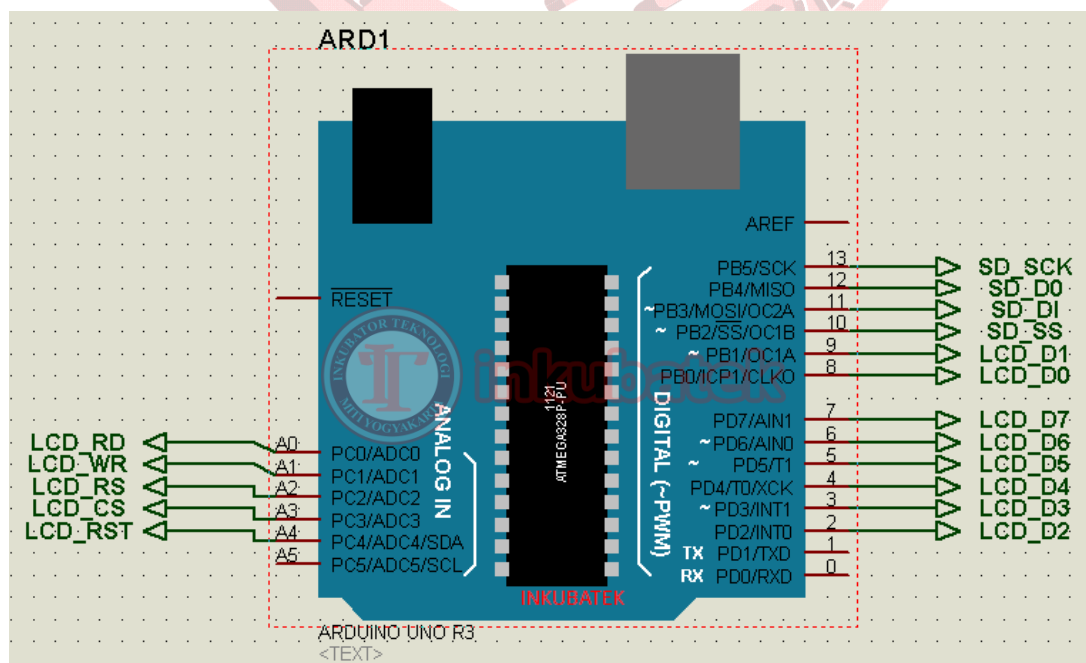 ARD1
AREF
PB5/SCK 13 SD_SCK
PB4/MISO 12 SD_D0
RESET
~PB3/MOSI/OC2A 11 SD_DI
~ PB2/SS/OC1B 10 SD_SS
~ PB1/OC1A 9 LCD_D1
PB0/ICP1/CLKO 8 LCD_D0
INKUBATOR TEKNOLOGI
MIIT YOGYAKARTA
inkubatek
1121
ATMEGA328P-PU
ANALOG IN
DIGITAL (~PWM)
PD7/AIN1 7 LCD_D7
~PD6/AIN0 6 LCD_D6
~ PD5/T1 5 LCD_D5
PD4/T0/XCK 4 LCD_D4
~PD3/INT1 3 LCD_D3
PD2/INT0 2 LCD_D2
TX PD1/TXD 1
RX PD0/RXD 0
LCD_RD A0 PC0/ADC0
LCD_WR A1 PC1/ADC1
LCD_RS A2 PC2/ADC2
LCD_CS A3 PC3/ADC3
LCD_RST A4 PC4/ADC4/SDA
A5 PC5/ADC5/SCL
INKUBATEK
ARDUINO UNO R3
<TEXT>